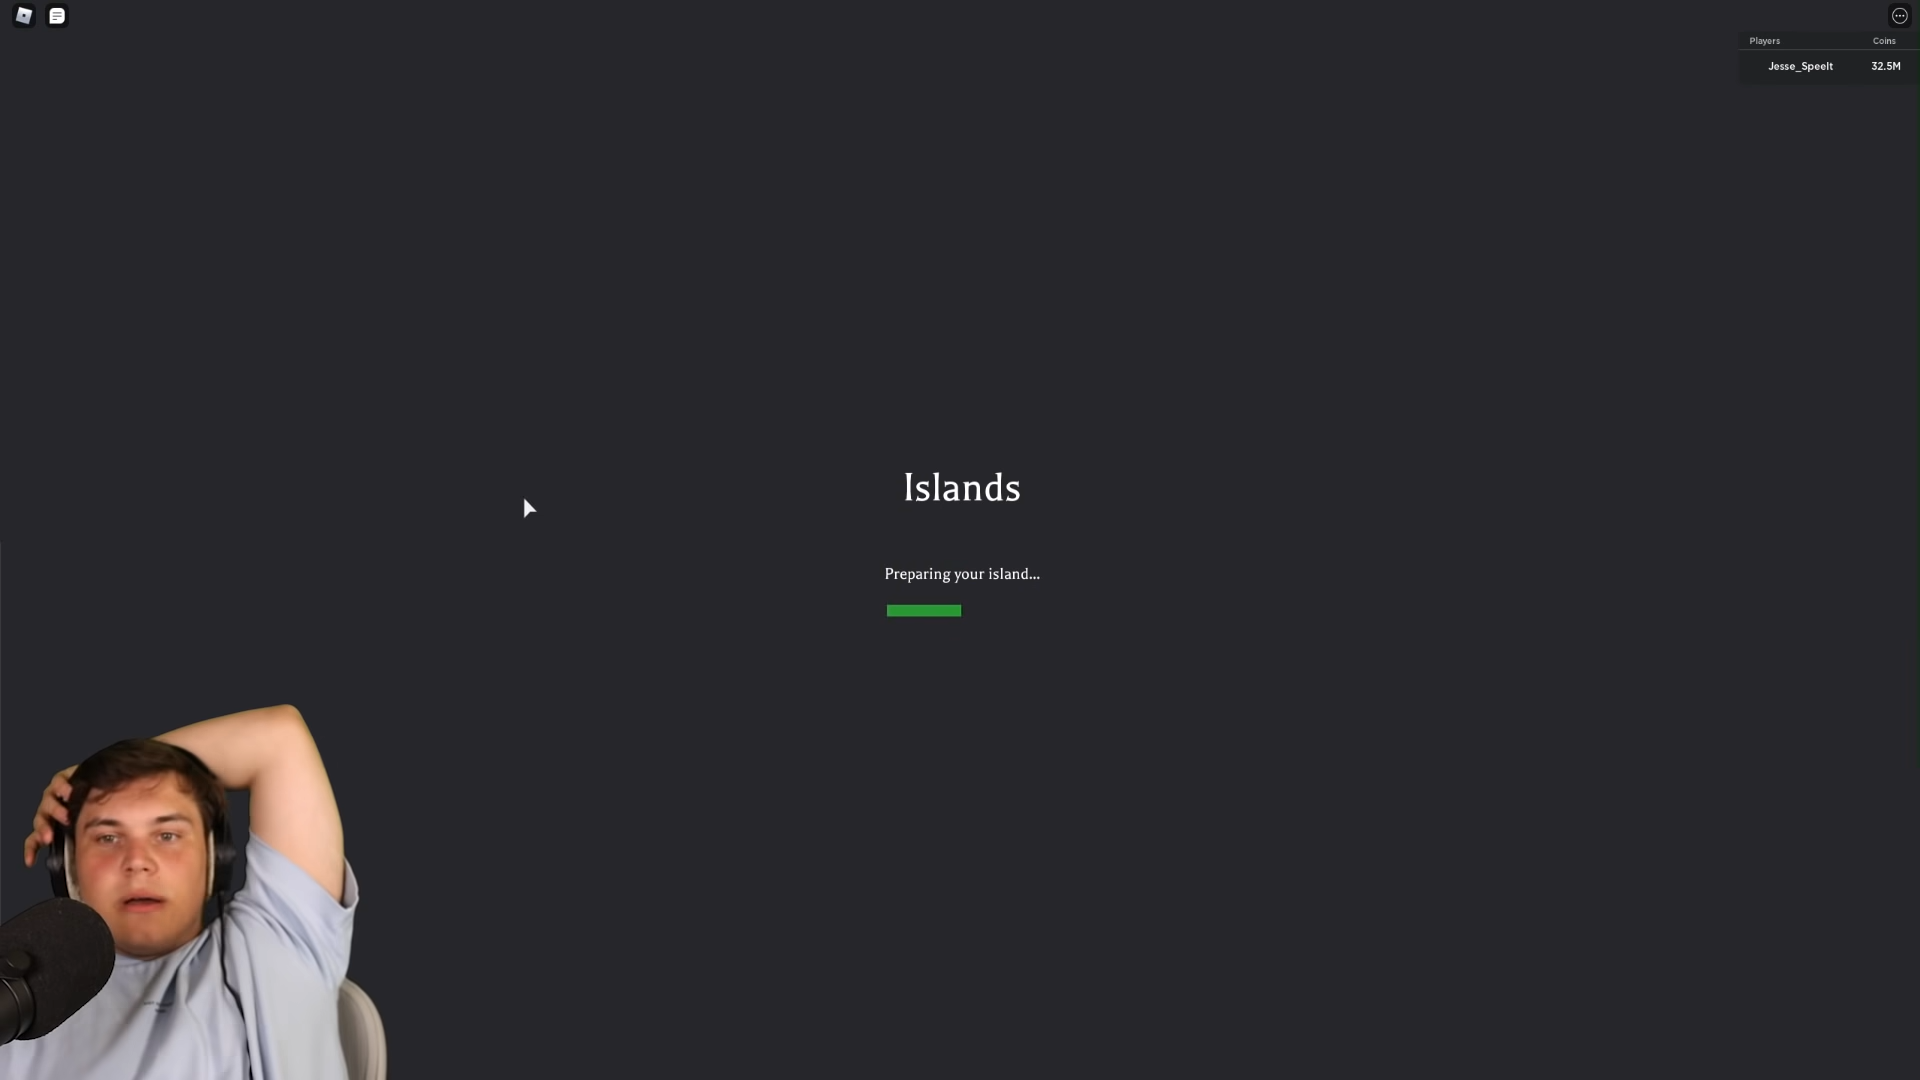 Players Coins
Jesse_Speelt 32.5M
Islands
Preparing your island...